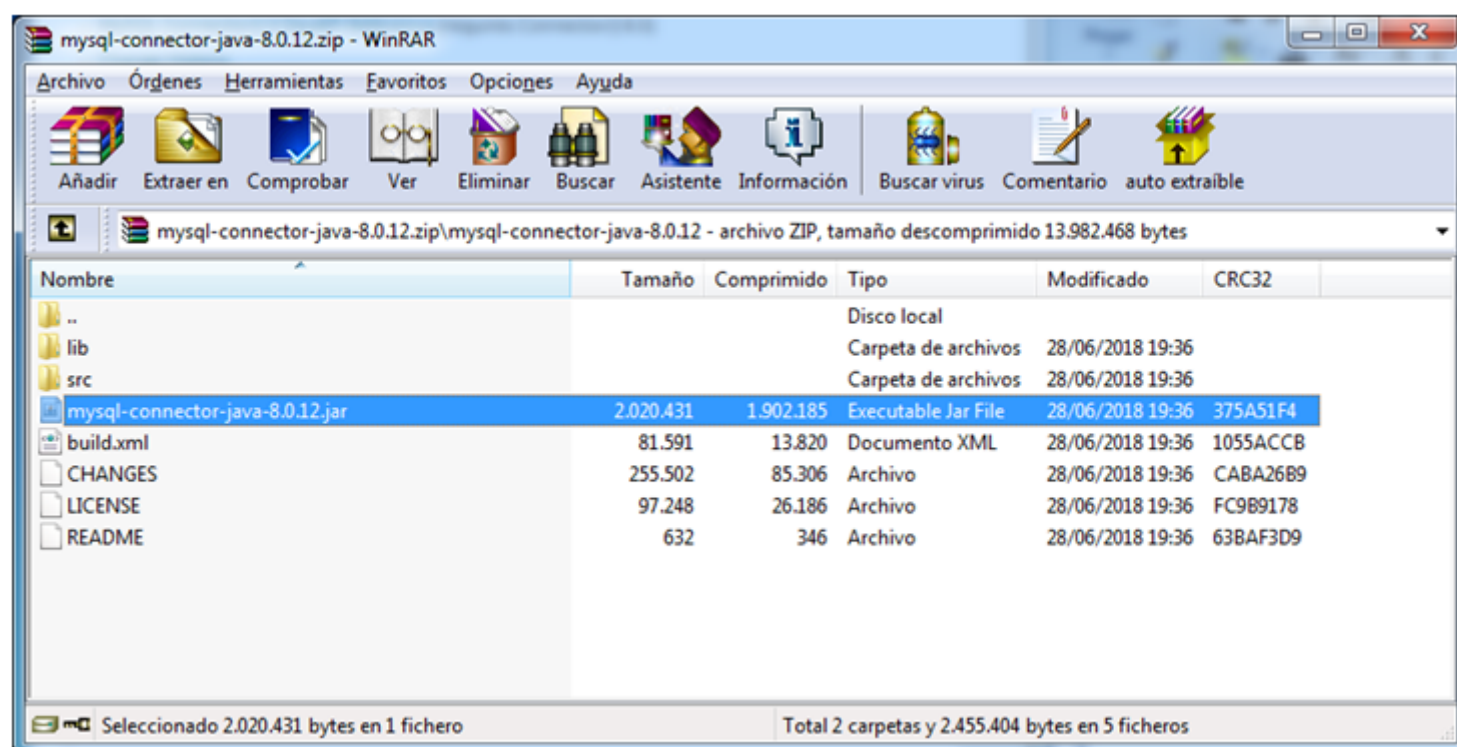 mysql-connector-java-8.0.12.zip - WinRAR
Archivo Órdenes Herramientas Favoritos Opciones Ayuda
Añadir Extraer en Comprobar Ver Eliminar Buscar Asistente Información Buscar virus Comentario auto extraíble
mysql-connector-java-8.0.12.zip\mysql-connector-java-8.0.12 - archivo ZIP, tamaño descomprimido 13.982.468 bytes
Nombre Tamaño Comprimido Tipo Modificado CRC32
.. Disco local
lib Carpeta de archivos 28/06/2018 19:36
src Carpeta de archivos 28/06/2018 19:36
mysql-connector-java-8.0.12.jar 2.020.431 1.902.185 Executable Jar File 28/06/2018 19:36 375A51F4
build.xml 81.591 13.820 Documento XML 28/06/2018 19:36 1055ACCB
CHANGES 255.502 85.306 Archivo 28/06/2018 19:36 CABA26B9
LICENSE 97.248 26.186 Archivo 28/06/2018 19:36 FC9B9178
README 632 346 Archivo 28/06/2018 19:36 63BAF3D9
Seleccionado 2.020.431 bytes en 1 fichero Total 2 carpetas y 2.455.404 bytes en 5 ficheros